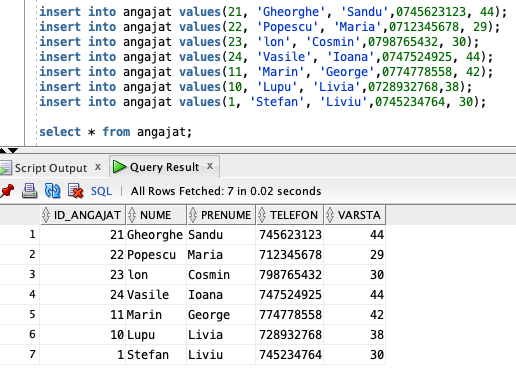 insert into angajat values(21, 'Gheorghe', 'Sandu',0745623123, 44);
insert into angajat values(22, 'Popescu', 'Maria',0712345678, 29);
insert into angajat values(23, 'lon', 'Cosmin',0798765432, 30);
insert into angajat values(24, 'Vasile', 'Ioana',0747524925, 44);
insert into angajat values(11, 'Marin', 'George',0774778558, 42);
insert into angajat values(10, 'Lupu', 'Livia',0728932768,38);
insert into angajat values(1, 'Stefan', 'Liviu',0745234764, 30);
select * from angajat;
Script Output x Query Result x
SQL | All Rows Fetched: 7 in 0.02 seconds
ID_ANGAJAT NUME PRENUME TELEFON VARSTA
1 21 Gheorghe Sandu 745623123 44
2 22 Popescu Maria 712345678 29
3 23 lon Cosmin 798765432 30
4 24 Vasile Ioana 747524925 44
5 11 Marin George 774778558 42
6 10 Lupu Livia 728932768 38
7 1 Stefan Liviu 745234764 30